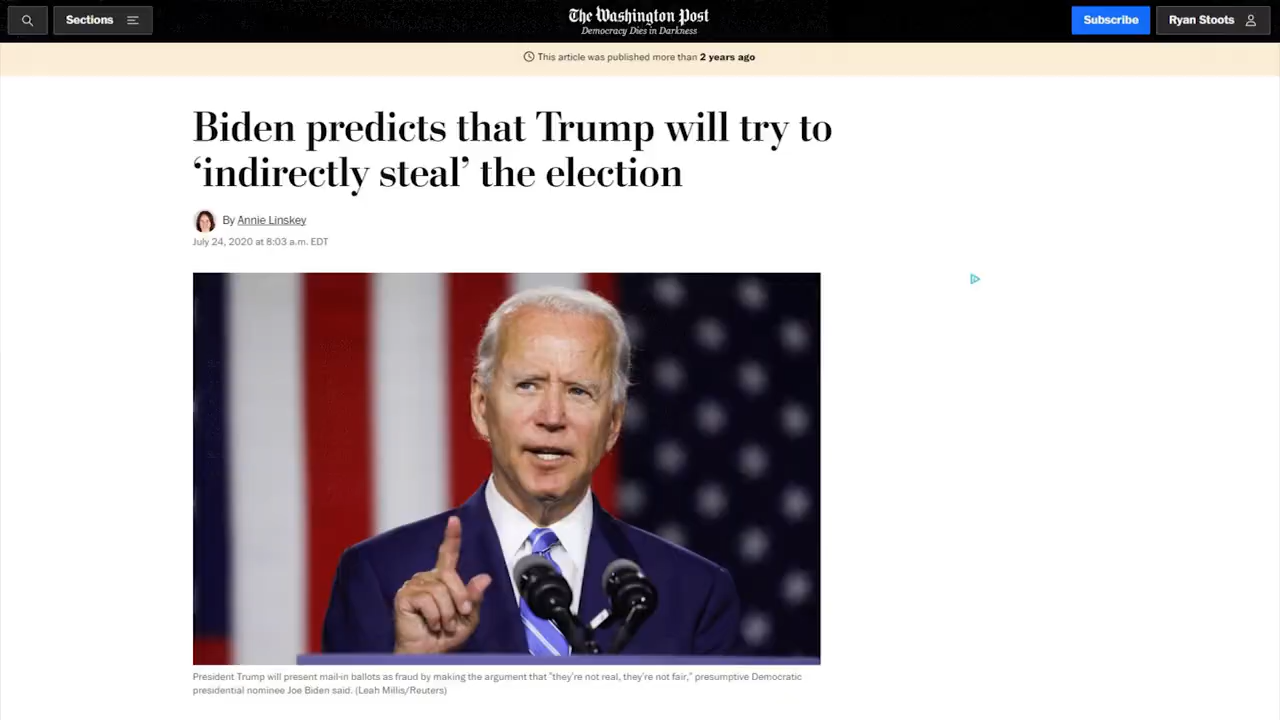 Sections
The Washington Post
Democracy Dies in Darkness
Subscribe
Ryan Stoots
This article was published more than 2 years ago
Biden predicts that Trump will try to
‘indirectly steal’ the election
By Annie Linskey
July 24, 2020 at 8:03 a.m. EDT
President Trump will present mail-in ballots as fraud by making the argument that "they're not real, they're not fair," presumptive Democratic
presidential nominee Joe Biden said. (Leah Millis/Reuters)